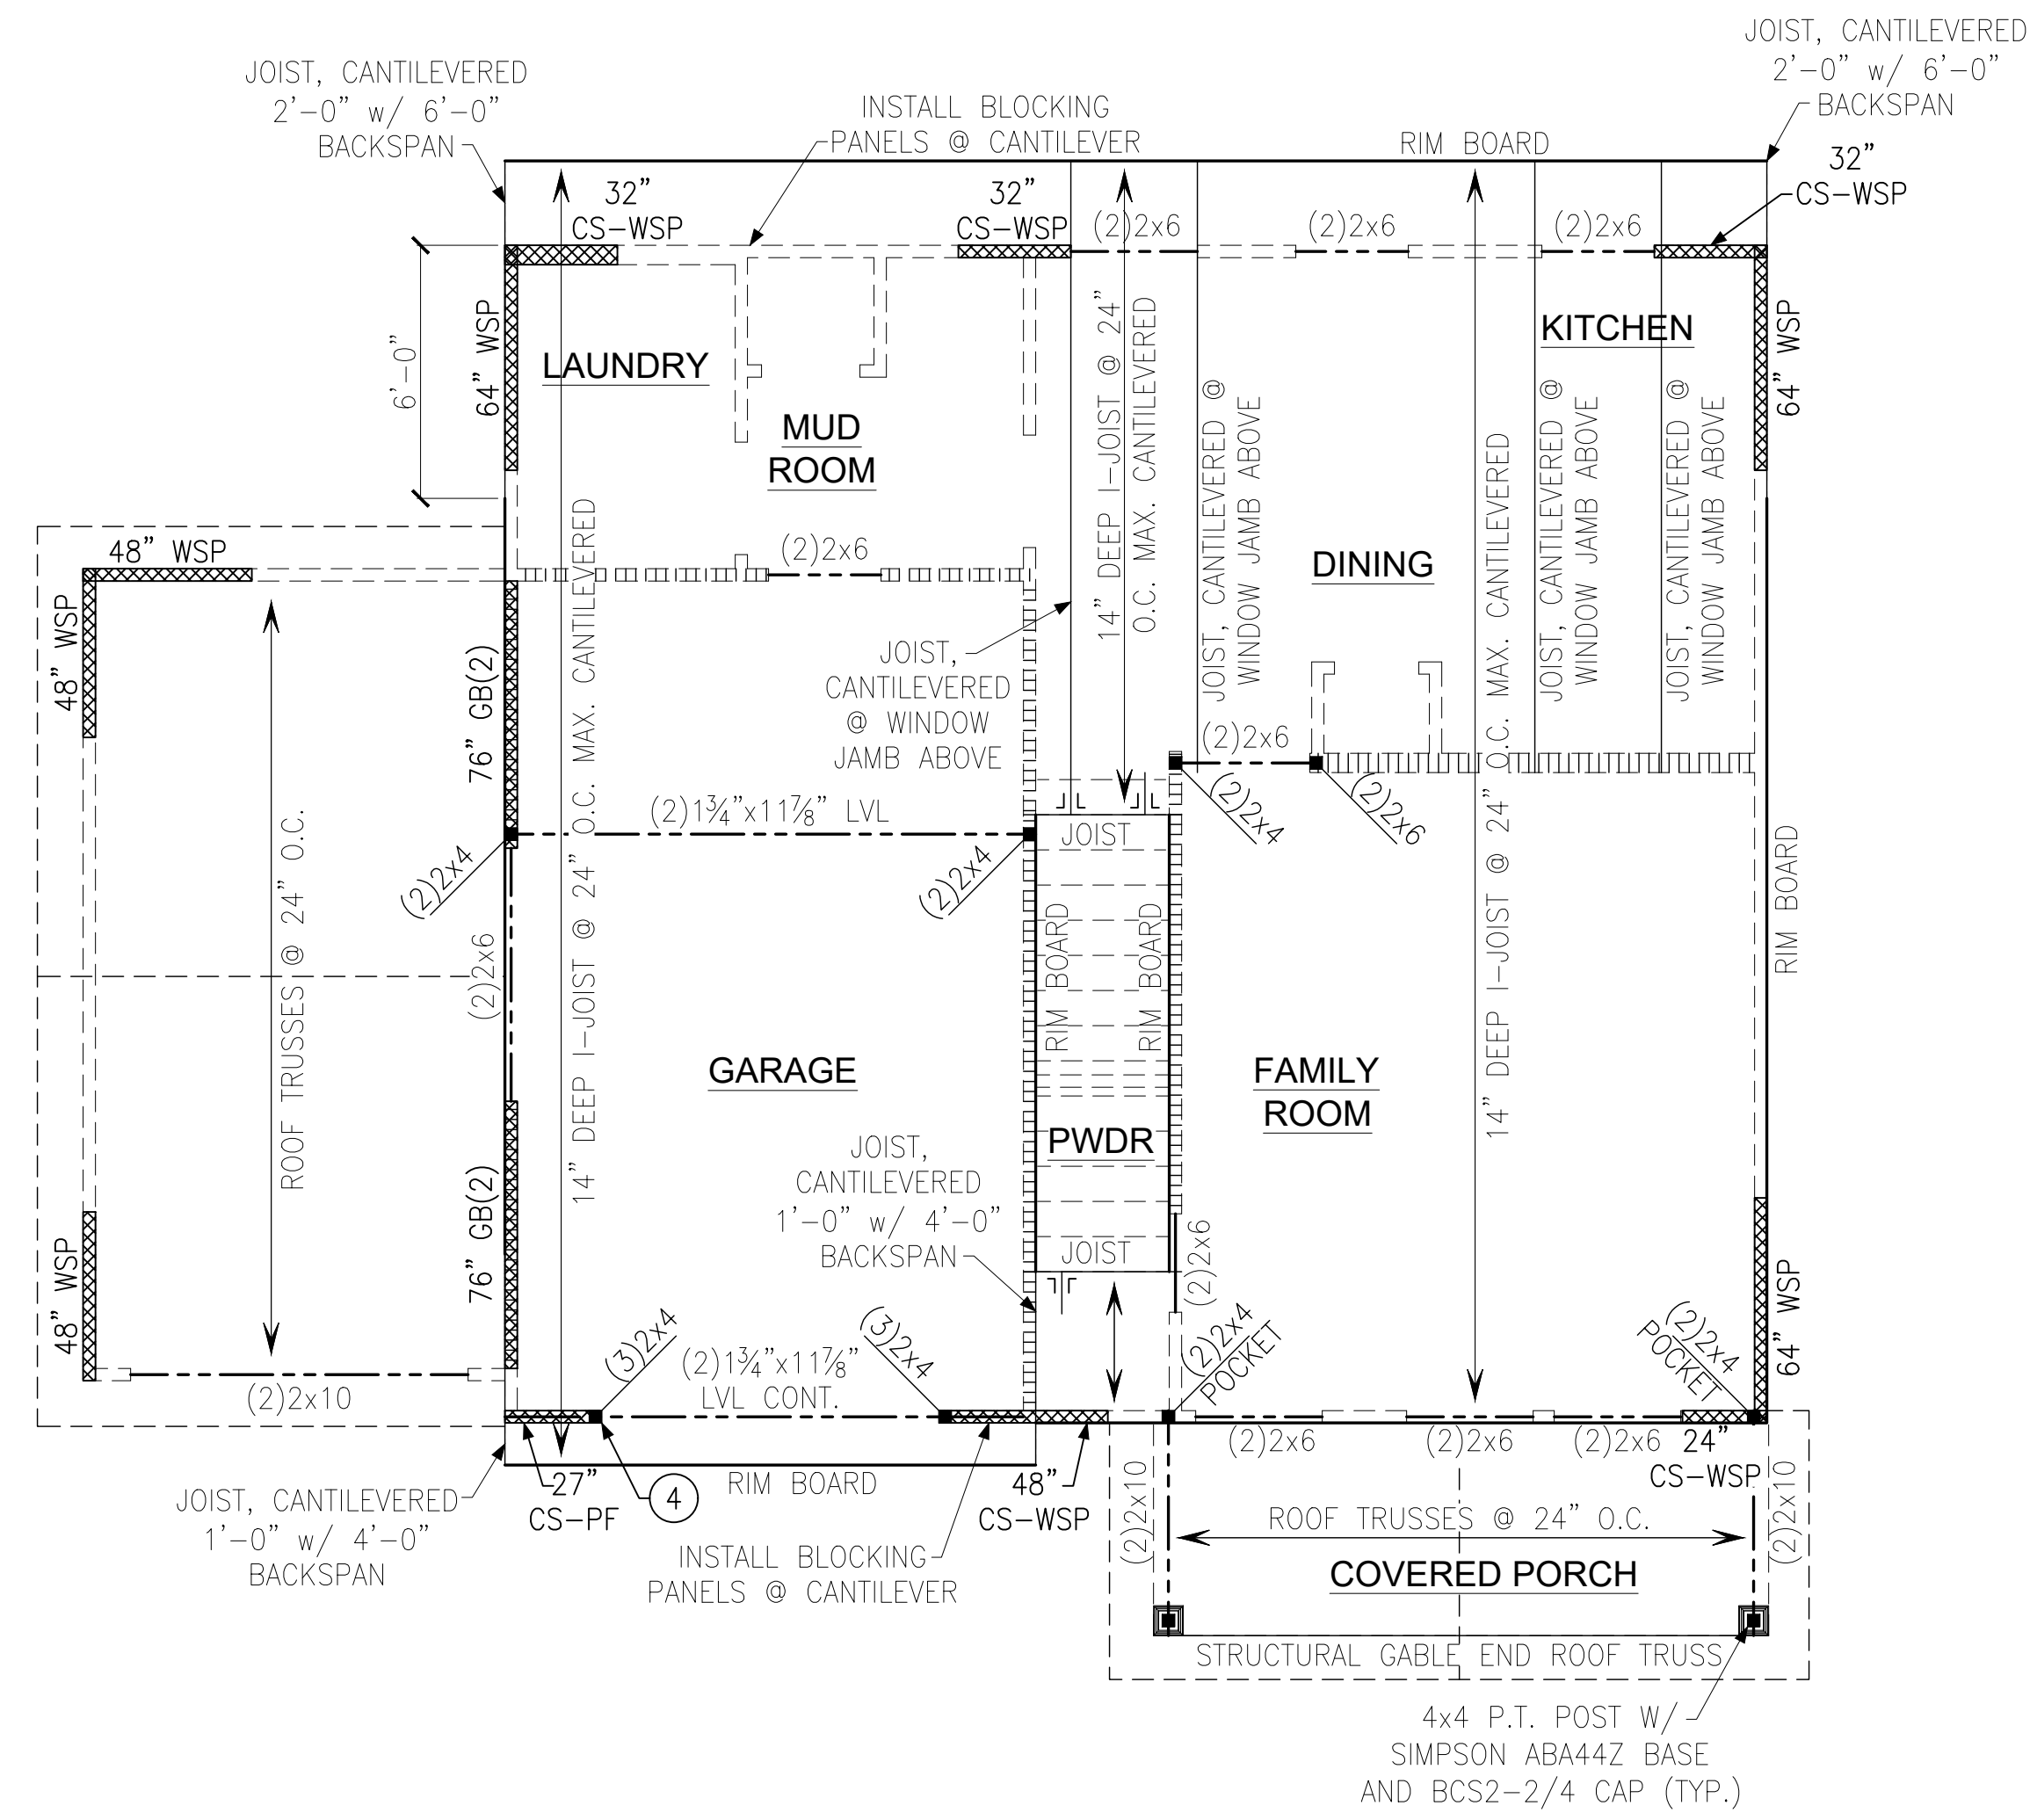 JOIST, CANTILEVERED
2'-0" w/ 6'-0"
BACKSPAN
INSTALL BLOCKING
PANELS @ CANTILEVER
RIM BOARD
JOIST, CANTILEVERED
2'-0" w/ 6'-0"
BACKSPAN
32"
CS-WSP
32"
CS-WSP
(2)2x6
(2)2x6
(2)2x6
32"
CS-WSP
6'-0"
64" WSP
LAUNDRY
MUD
ROOM
14" DEEP I-JOIST @ 24"
O.C. MAX. CANTILEVERED
KITCHEN
64" WSP
JOIST, CANTILEVERED @
WINDOW JAMB ABOVE
JOIST, CANTILEVERED @
WINDOW JAMB ABOVE
JOIST, CANTILEVERED @
WINDOW JAMB ABOVE
DINING
48" WSP
48" WSP
(2)2x6
JOIST,
CANTILEVERED
@ WINDOW
JAMB ABOVE
76" GB(2)
14" DEEP I-JOIST @ 24" O.C. MAX. CANTILEVERED
14" DEEP I-JOIST @ 24" O.C. MAX. CANTILEVERED
(2)2x6
(2)2x4
(2)2x6
(2)1¾"x11⅞" LVL
(2)2x4
(2)2x4
JOIST
RIM BOARD
RIM BOARD
RIM BOARD
ROOF TRUSSES @ 24" O.C.
(2)2x6
GARAGE
FAMILY
ROOM
PWDR
JOIST,
CANTILEVERED
1'-0" w/ 4'-0"
BACKSPAN
JOIST
(2)2x6
76" GB(2)
48" WSP
64" WSP
(2)2x10
(3)2x4
(2)1¾"x11⅞"
LVL CONT.
(3)2x4
(2)2x4
POCKET
(2)2x4
POCKET
(2)2x6
(2)2x6
(2)2x6
24"
CS-WSP
JOIST, CANTILEVERED
1'-0" w/ 4'-0"
BACKSPAN
27"
CS-PF
4
RIM BOARD
48"
CS-WSP
INSTALL BLOCKING
PANELS @ CANTILEVER
(2)2x10
ROOF TRUSSES @ 24" O.C.
(2)2x10
COVERED PORCH
STRUCTURAL GABLE END ROOF TRUSS
4x4 P.T. POST W/
SIMPSON ABA44Z BASE
AND BCS2-2/4 CAP (TYP.)